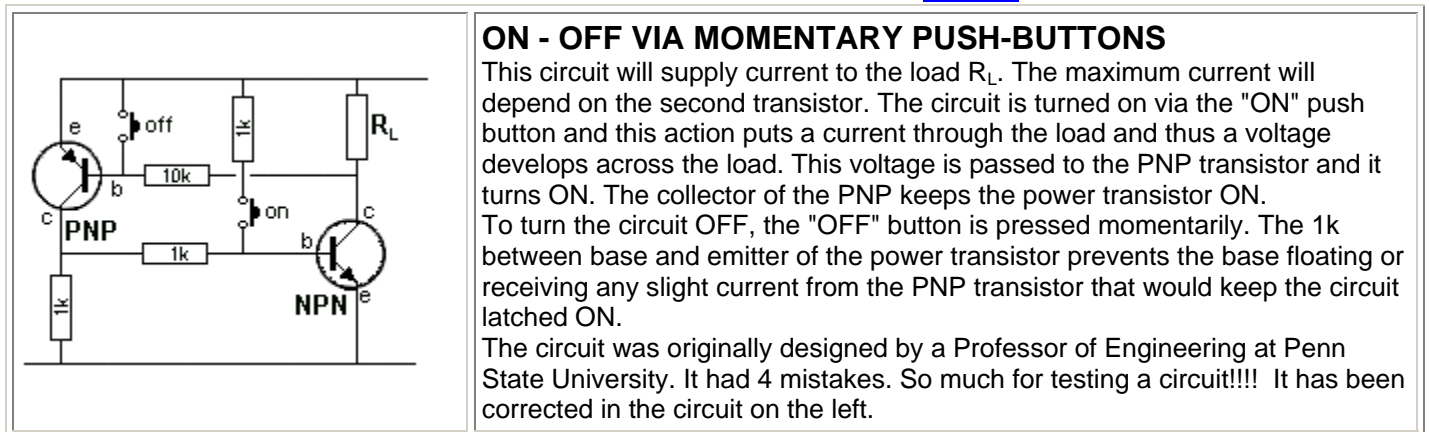 ON - OFF VIA MOMENTARY PUSH-BUTTONS
This circuit will supply current to the load RL. The maximum current will
depend on the second transistor. The circuit is turned on via the "ON" push
button and this action puts a current through the load and thus a voltage
develops across the load. This voltage is passed to the PNP transistor and it
turns ON. The collector of the PNP keeps the power transistor ON.
To turn the circuit OFF, the "OFF" button is pressed momentarily. The 1k
between base and emitter of the power transistor prevents the base floating or
receiving any slight current from the PNP transistor that would keep the circuit
latched ON.
The circuit was originally designed by a Professor of Engineering at Penn
State University. It had 4 mistakes. So much for testing a circuit!!!! It has been
corrected in the circuit on the left.
e
off
1k
RL
10k
b
c
PNP
on
c
1k
b
1k
NPN
e